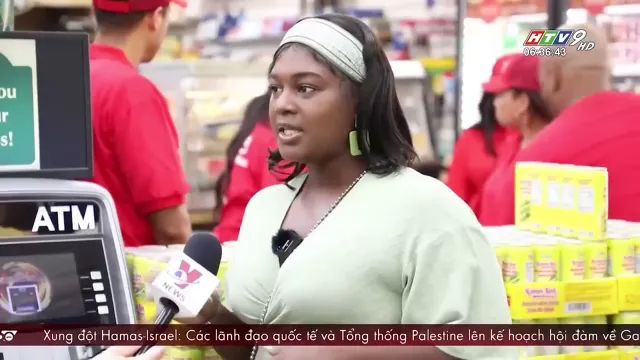 HTV9 HD
06:36:43
ou
ur
s!
ATM
NEWS
Xung đột Hamas-Israel: Các lãnh đạo quốc tế và Tổng thống Palestine lên kế hoạch hội đàm về Ga